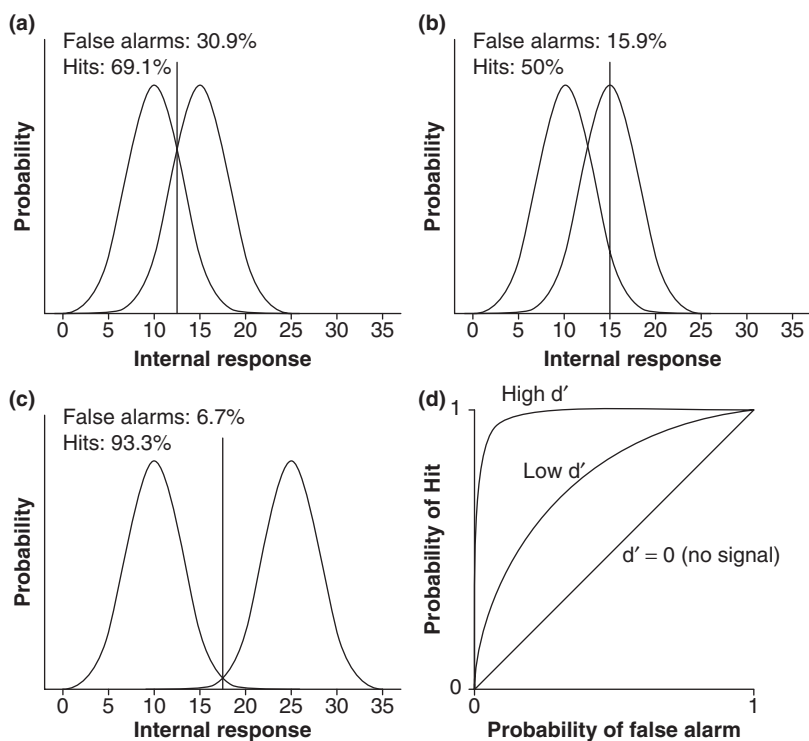 (a)
False alarms: 30.9%
Hits: 69.1%
Probability
0 5 10 15 20 25 30 35
Internal response
(b)
False alarms: 15.9%
Hits: 50%
Probability
0 5 10 15 20 25 30 35
Internal response
(c)
False alarms: 6.7%
Hits: 93.3%
Probability
0 5 10 15 20 25 30 35
Internal response
(d)
High d′
1
Low d′
d′ = 0 (no signal)
Probability of Hit
0
0 1
Probability of false alarm